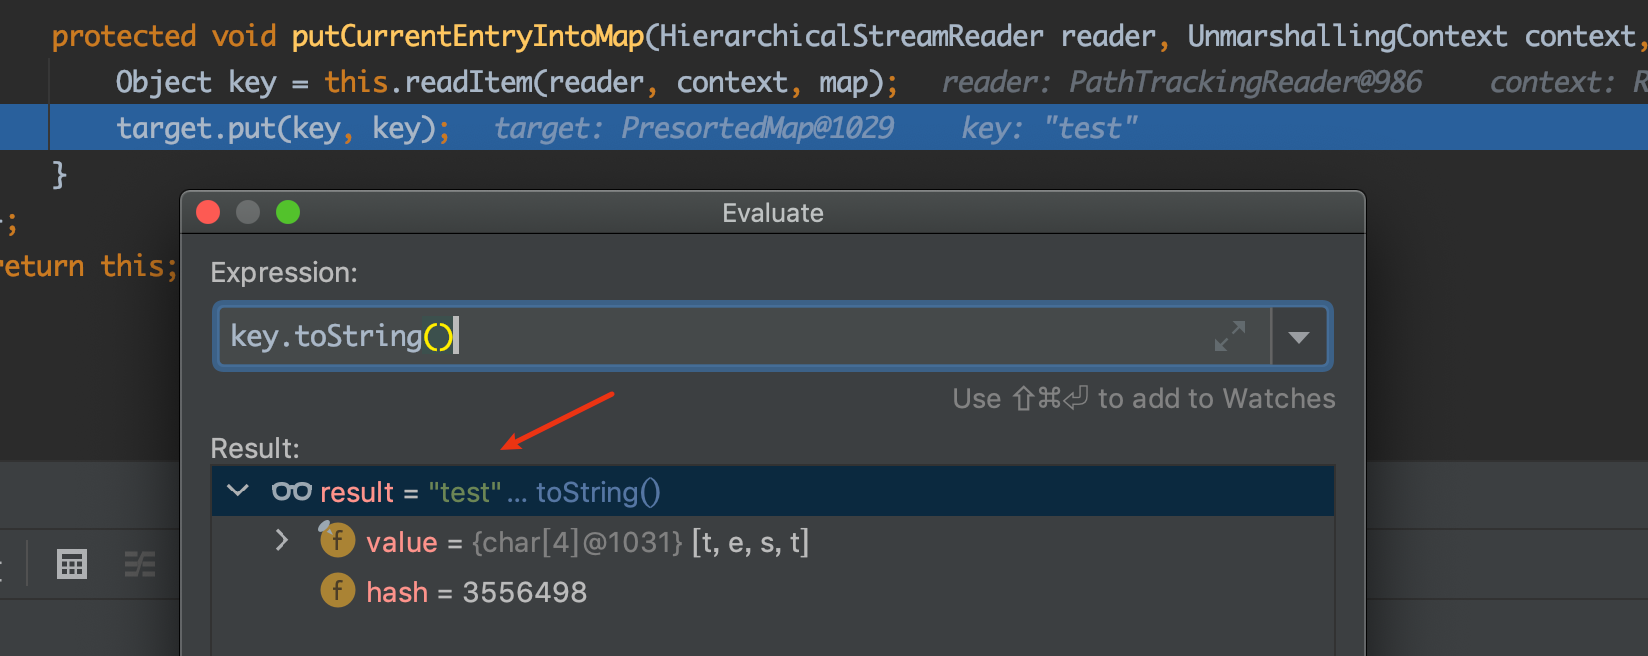 protected void putCurrentEntryIntoMap(HierarchicalStreamReader reader, UnmarshallingContext context,
Object key = this.readItem(reader, context, map); reader: PathTrackingReader@986 context: R
target.put(key, key); target: PresortedMap@1029 key: "test"
}
;
return this;
Evaluate
Expression:
key.toString()
Use ⇧⌘⏎ to add to Watches
Result:
result = "test" ... toString()
f value = {char[4]@1031} [t, e, s, t]
f hash = 3556498